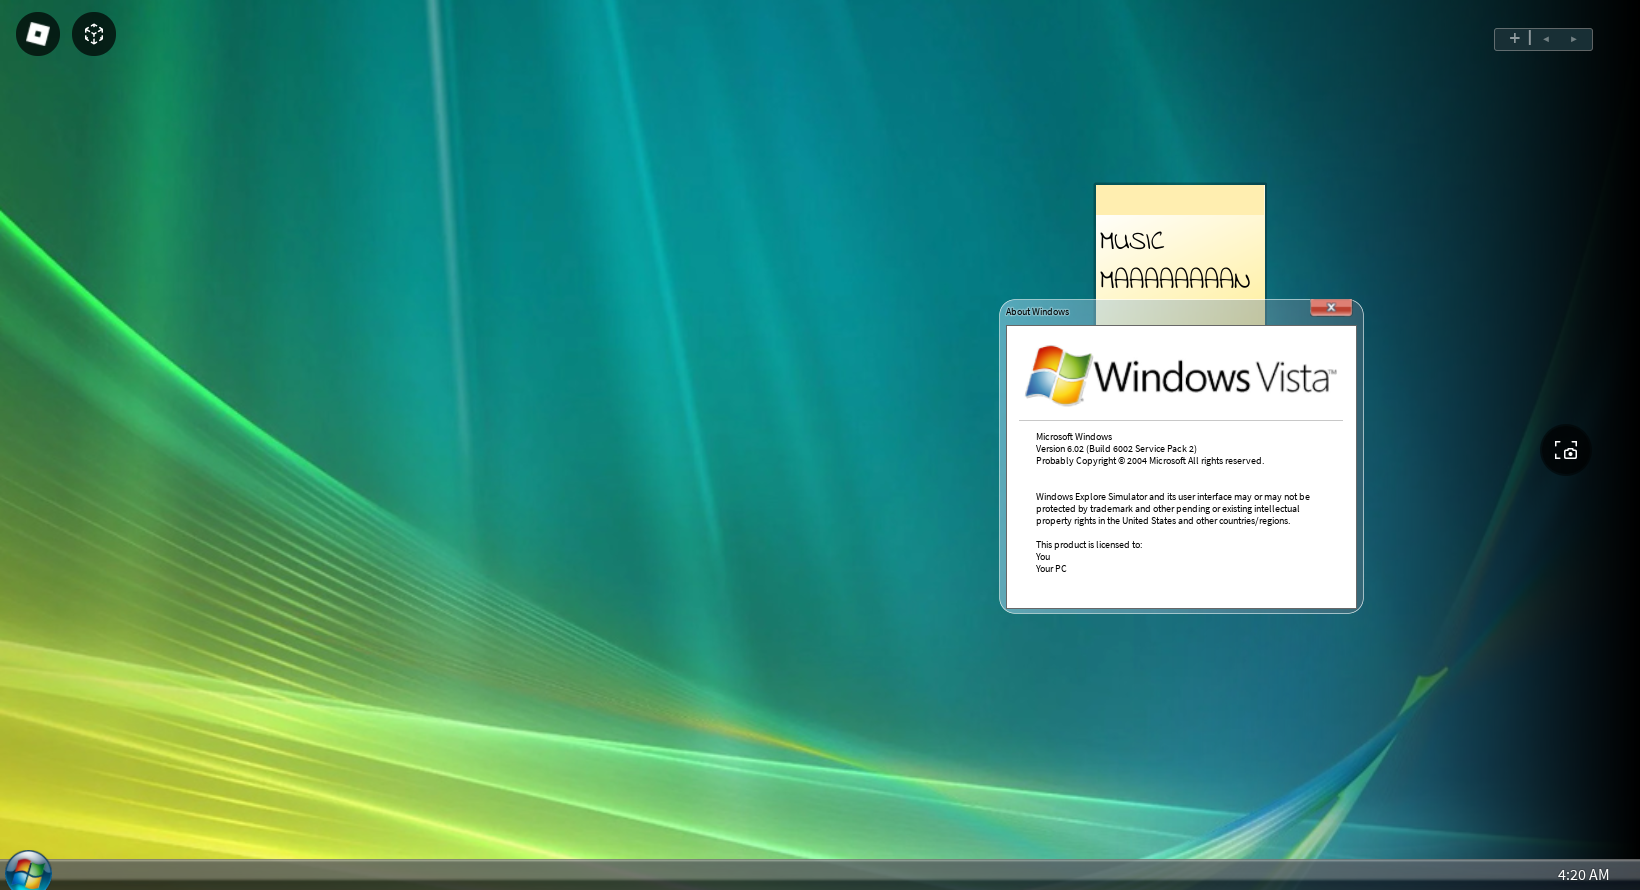 MUSIC
MAAAAAAAAN
About Windows
Windows Vista™
Microsoft Windows
Version 6.02 (Build 6002 Service Pack 2)
Probably Copyright © 2004 Microsoft All rights reserved.
Windows Explore Simulator and its user interface may or may not be
protected by trademark and other pending or existing intellectual
property rights in the United States and other countries/regions.
This product is licensed to:
You
Your PC
4:20 AM